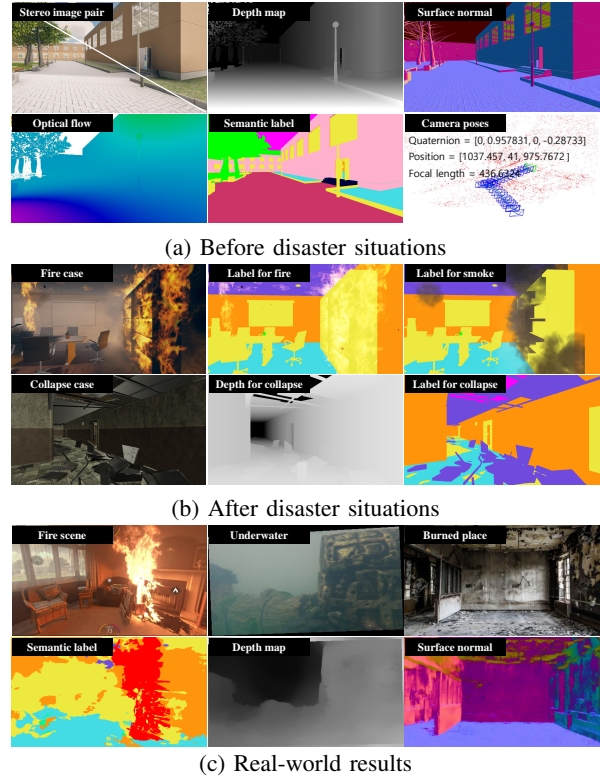 Stereo image pair
Depth map
Surface normal
Optical flow
Semantic label
Camera poses
Quaternion = [0, 0.957831, 0, -0.28733]
Position = [1037.457, 41, 975.7672 ]
Focal length = 436.6324
(a) Before disaster situations
Fire case
Label for fire
Label for smoke
Collapse case
Depth for collapse
Label for collapse
(b) After disaster situations
Fire scene
Underwater
Burned place
Semantic label
Depth map
Surface normal
(c) Real-world results